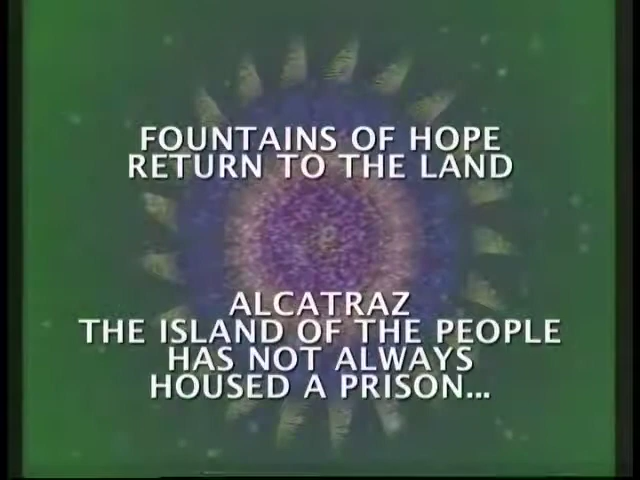 FOUNTAINS OF HOPE
RETURN TO THE LAND
ALCATRAZ
THE ISLAND OF THE PEOPLE
HAS NOT ALWAYS
HOUSED A PRISON...